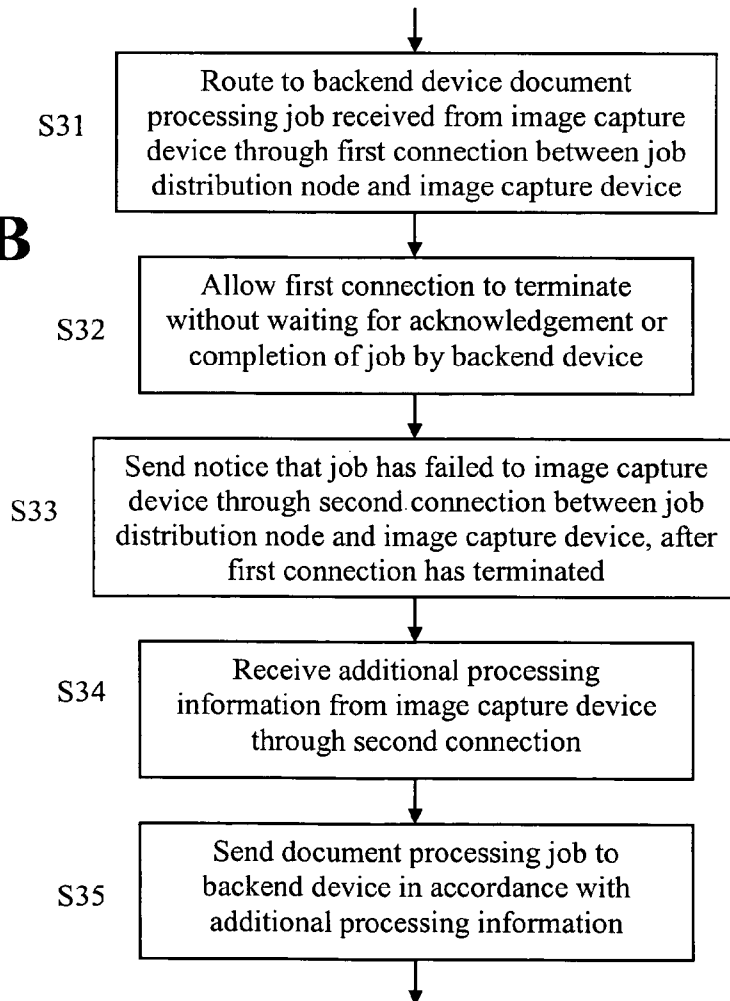 Route to backend device document
S31
processing job received from image capture
device through first connection between job
distribution node and image capture device
B
Allow first connection to terminate
S32
without waiting for acknowledgement or
completion of job by backend device
Send notice that job has failed to image capture
S33
device through second connection between job
distribution node and image capture device, after
first connection has terminated
Receive additional processing
S34
information from image capture device
through second connection
Send document processing job to
S35
backend device in accordance with
additional processing information